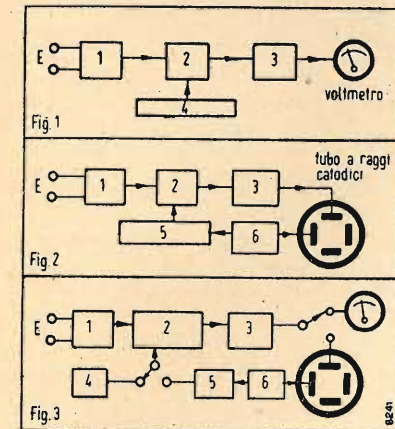 E 1 2 3
4
voltmetro
Fig. 1
tubo a raggi
catodici
E 1 2 3
5 6
Fig. 2
E 1 2 3
4 5 6
Fig. 3
8241